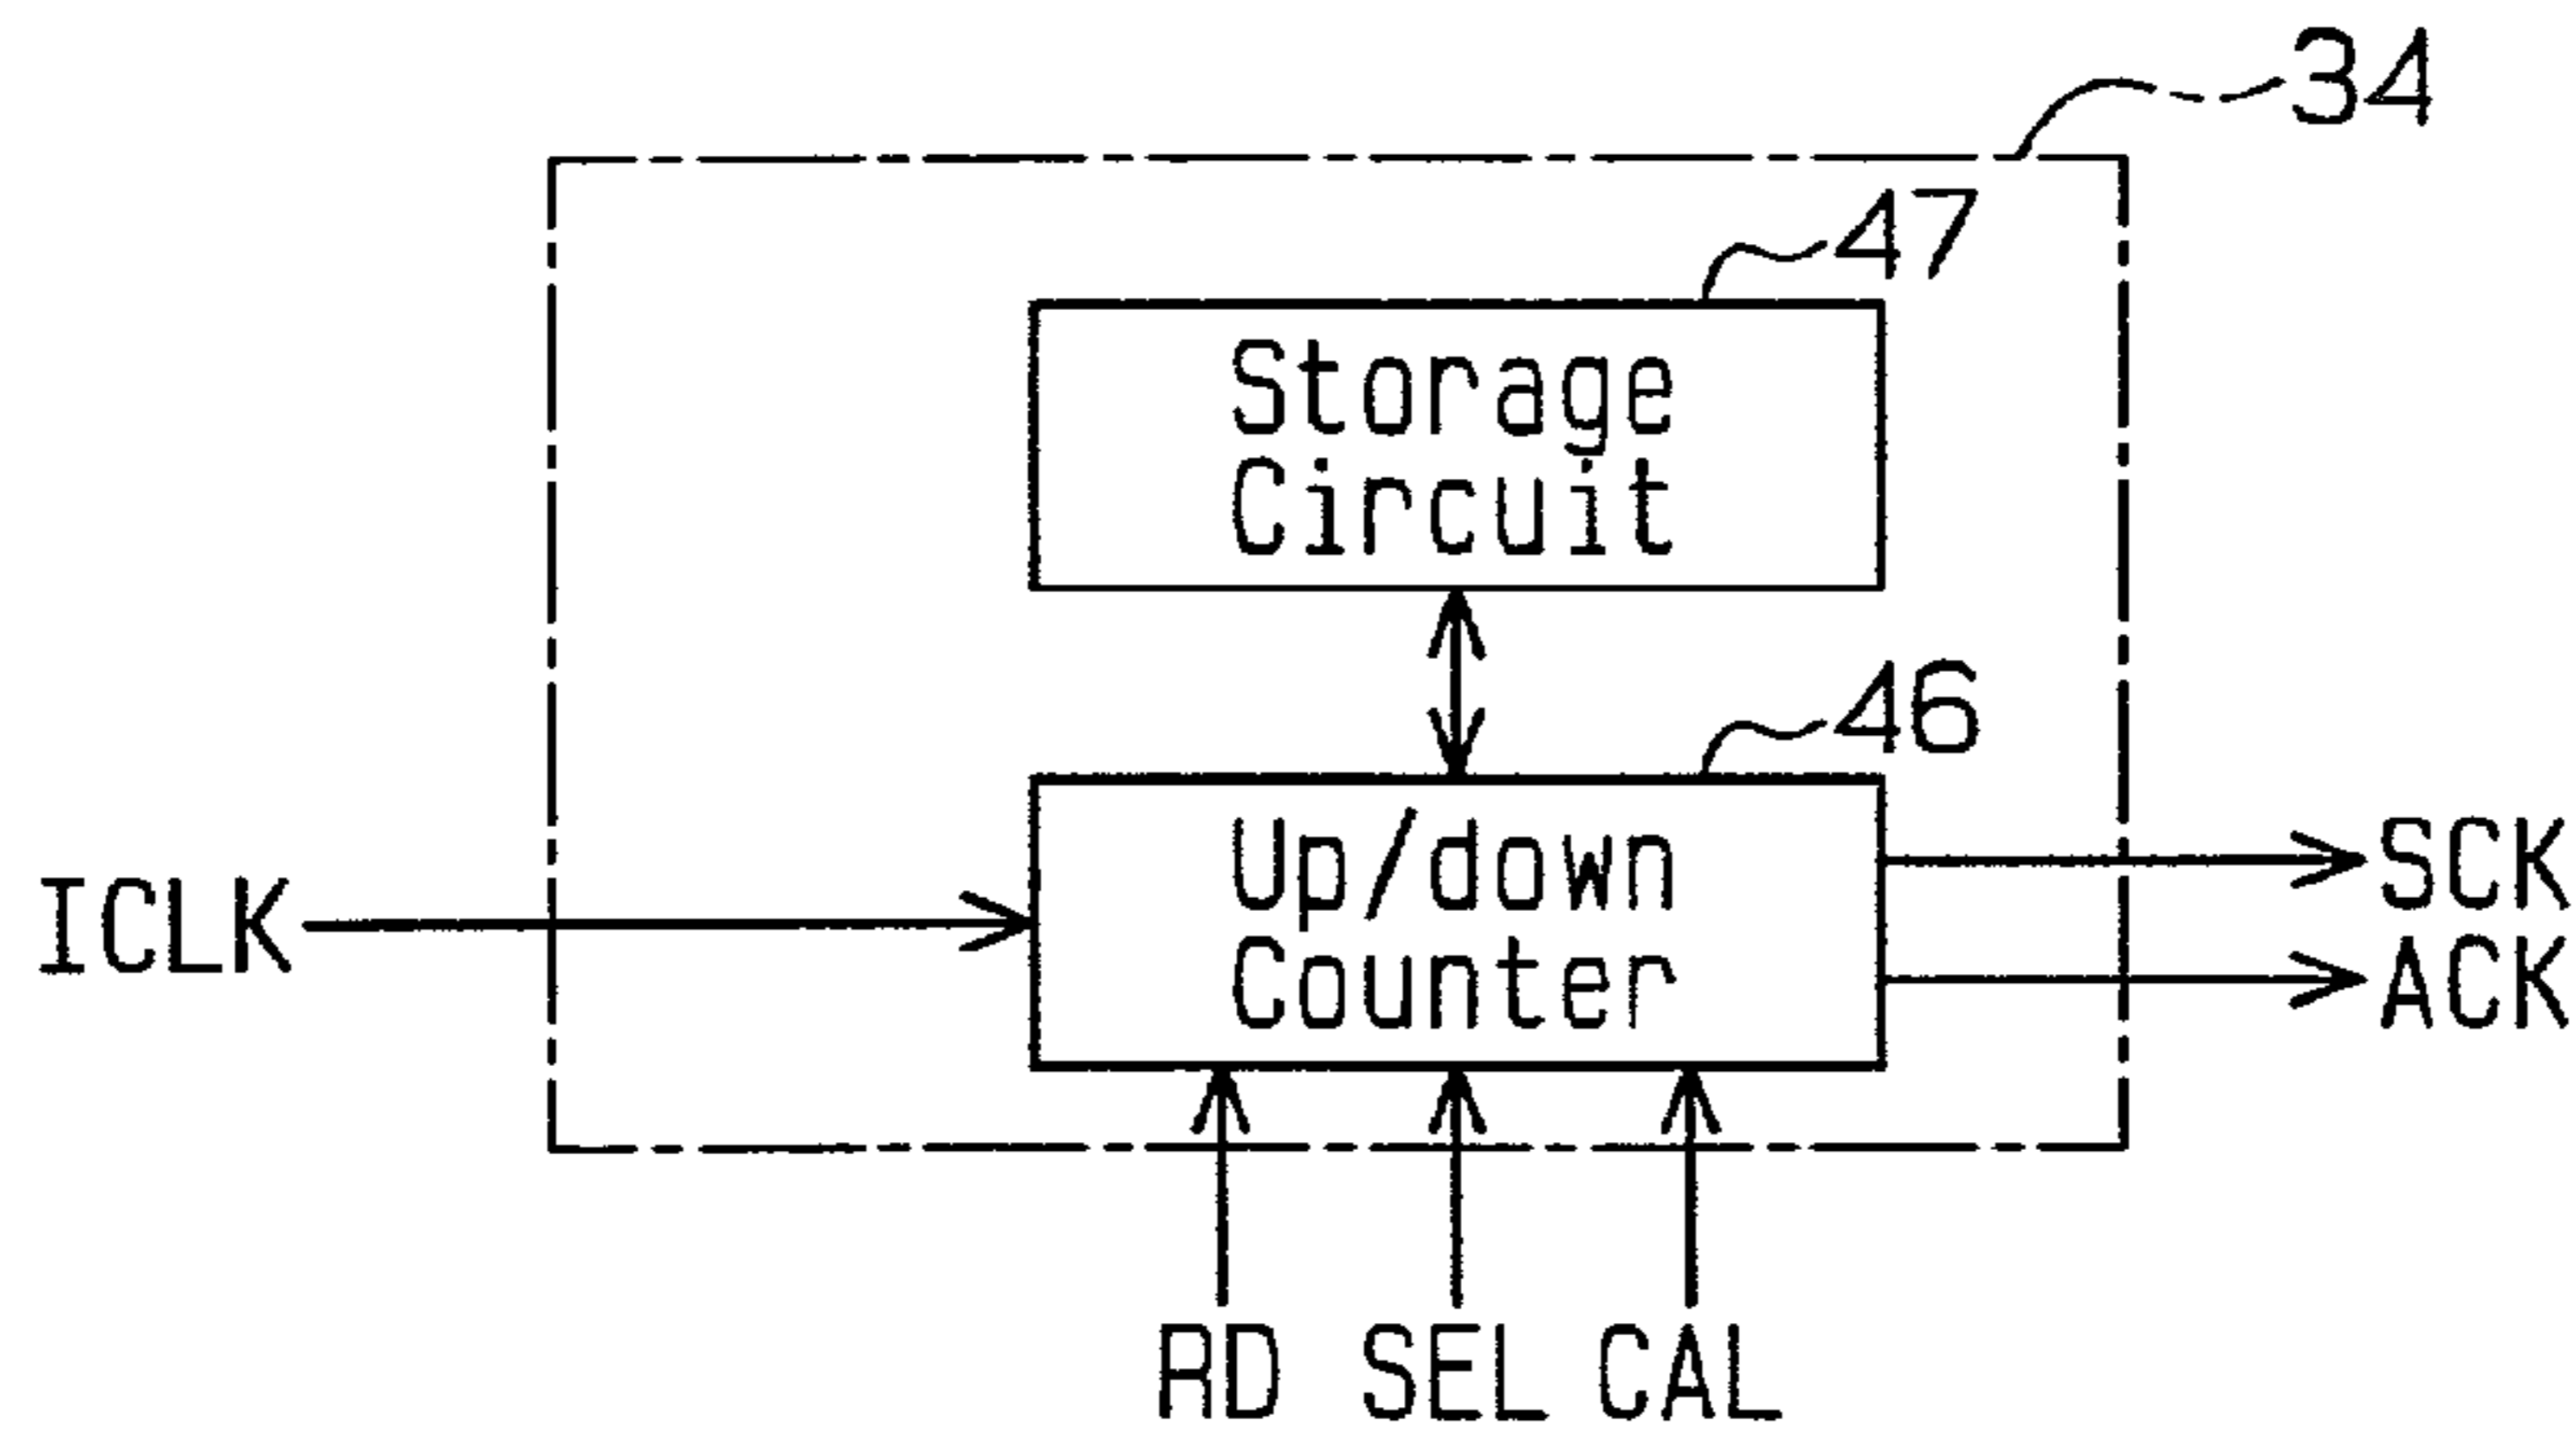 34
47
Storage
Circuit
46
Up/down
Counter
ICLK
SCK
ACK
RD SEL CAL